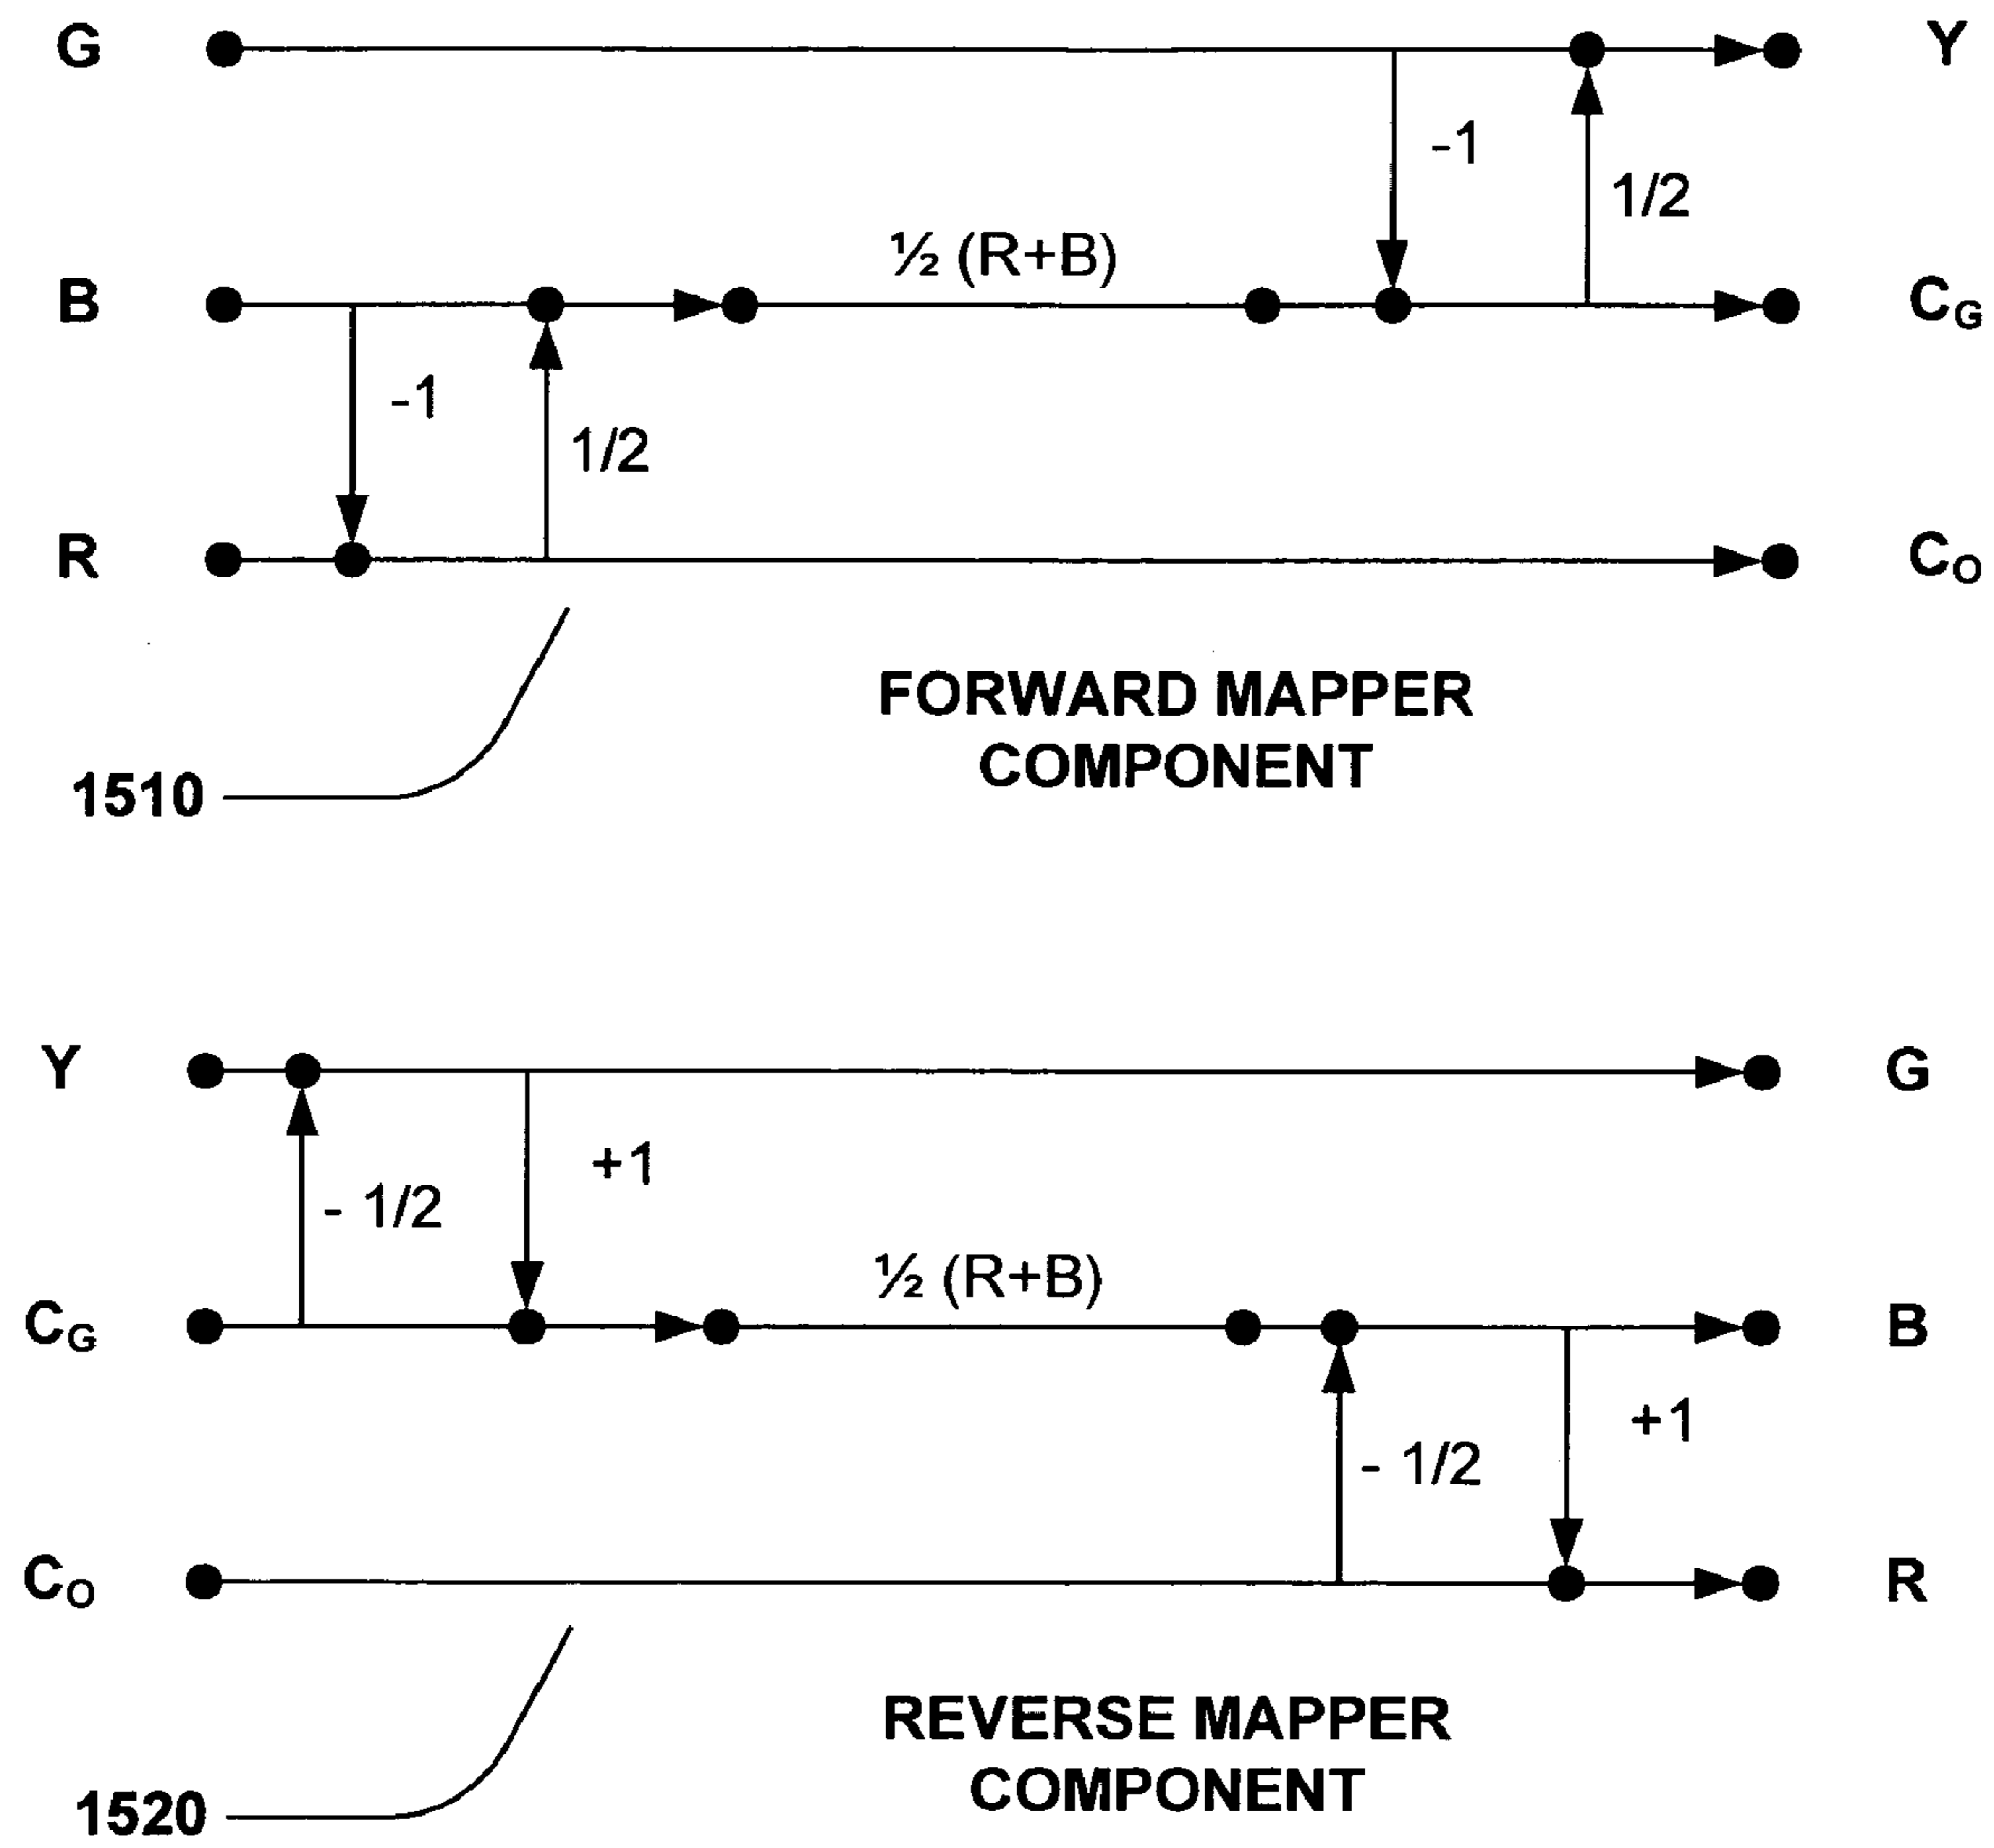 G
Y
-1
1/2
½ (R+B)
B
C_G
-1
1/2
R
C_O
FORWARD MAPPER
COMPONENT
1510
Y
G
+1
- 1/2
½ (R+B)
C_G
B
+1
- 1/2
C_O
R
REVERSE MAPPER
COMPONENT
1520